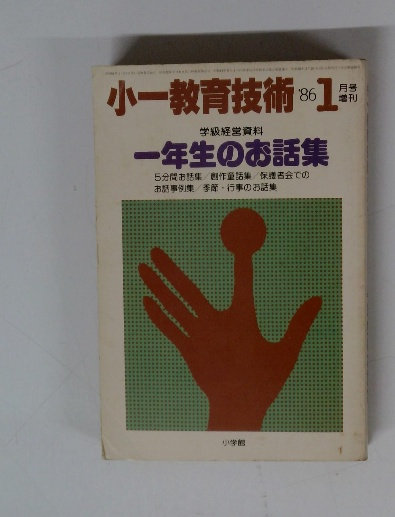 小一教育技術 '86 1月号増刊
学級経営資料
一年生のお話集
5分間お話集／創作童話集／保護者会での
お話事例集／季節・行事のお話集
小学館